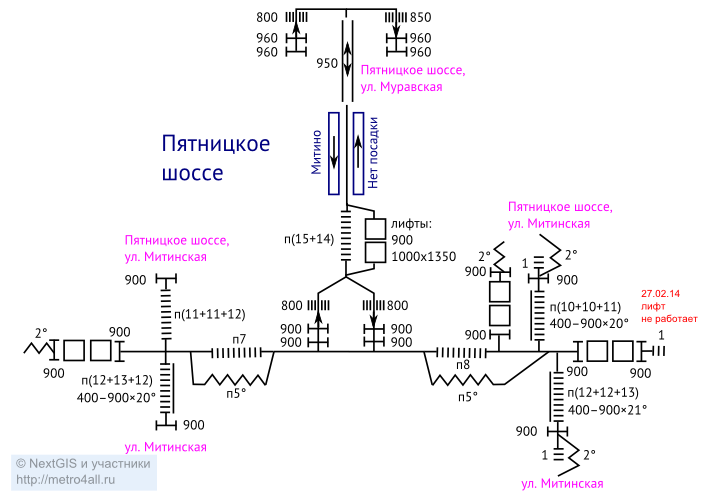 800
850
960
960
960
960
950
Пятницкое шоссе,
ул. Муравская
Пятницкое
шоссе
Митино
Нет посадки
лифты:
900
1000x1350
п(15+14)
Пятницкое шоссе,
ул. Митинская
Пятницкое шоссе,
ул. Митинская
900
п(11+11+12)
2°
900
1
2°
900
27.02.14
лифт
не работает
п(10+10+11)
400–900×20°
800
800
900
900
900
900
900
2°
900
900
п7
п8
1
900
900
900
п(12+13+12)
400–900×20°
п5°
п5°
п(12+12+13)
400–900×21°
900
900
ул. Митинская
1
2°
ул. Митинская
© NextGIS и участники
http://metro4all.ru